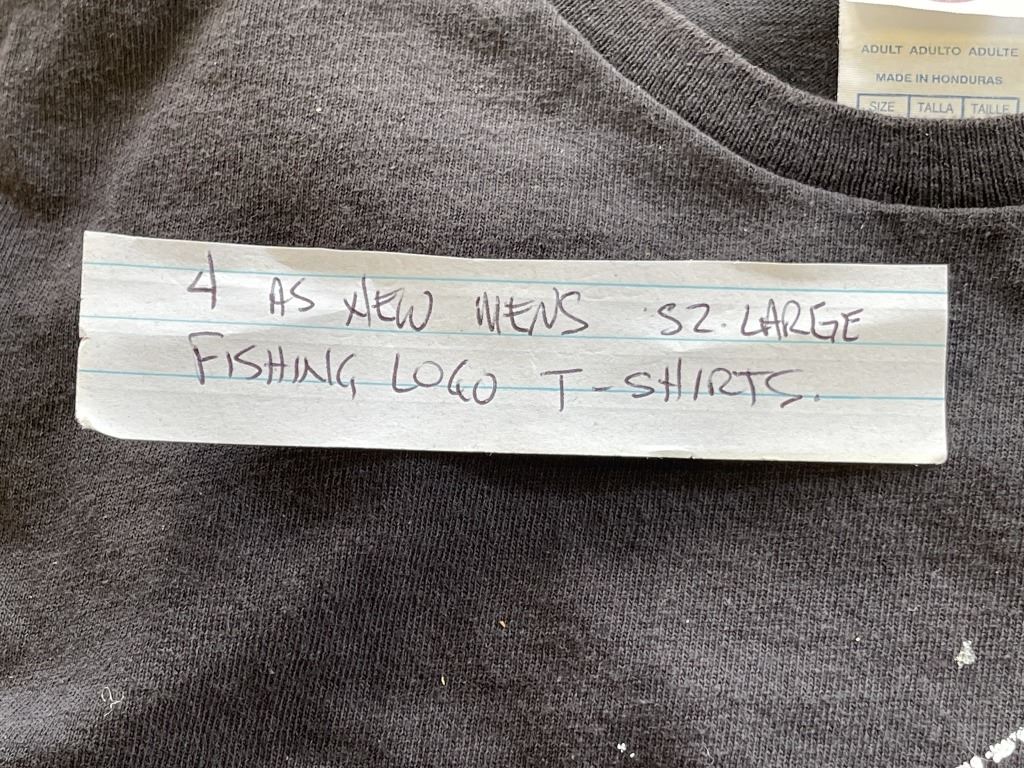 ADULT ADULTO ADULTE
MADE IN HONDURAS
SIZE TALLA TAILLE
4 AS NEW MENS SZ. LARGE
FISHING LOGO T-SHIRTS.